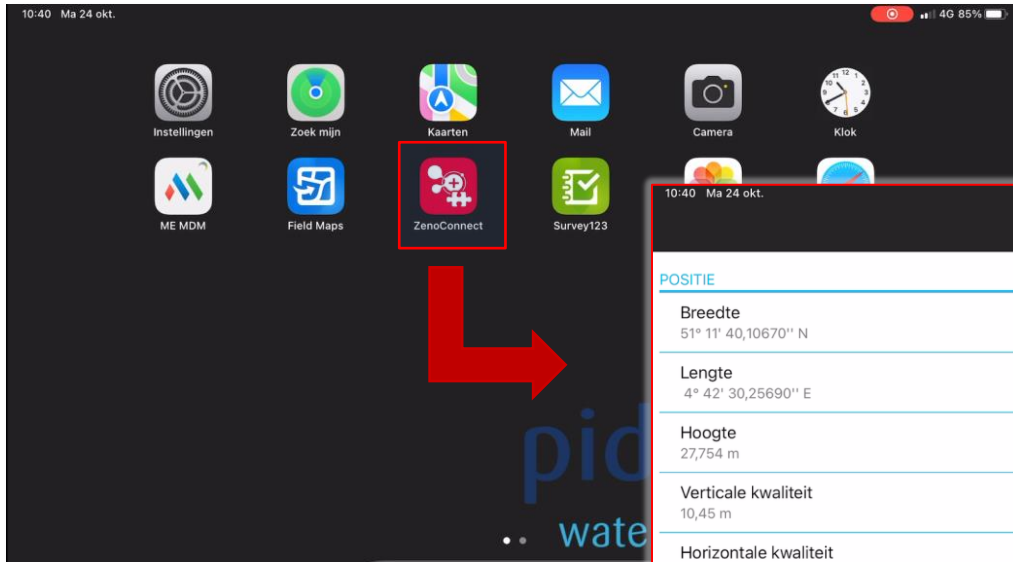 10:40 Ma 24 okt.
4G 85%
Instellingen Zoek mijn Kaarten Mail Camera Klok
ME MDM Field Maps ZenoConnect Survey123
10:40 Ma 24 okt.
POSITIE
Breedte
51° 11' 40,10670'' N
Lengte
4° 42' 30,25690'' E
Hoogte
27,754 m
Verticale kwaliteit
10,45 m
Horizontale kwaliteit
pid
wate